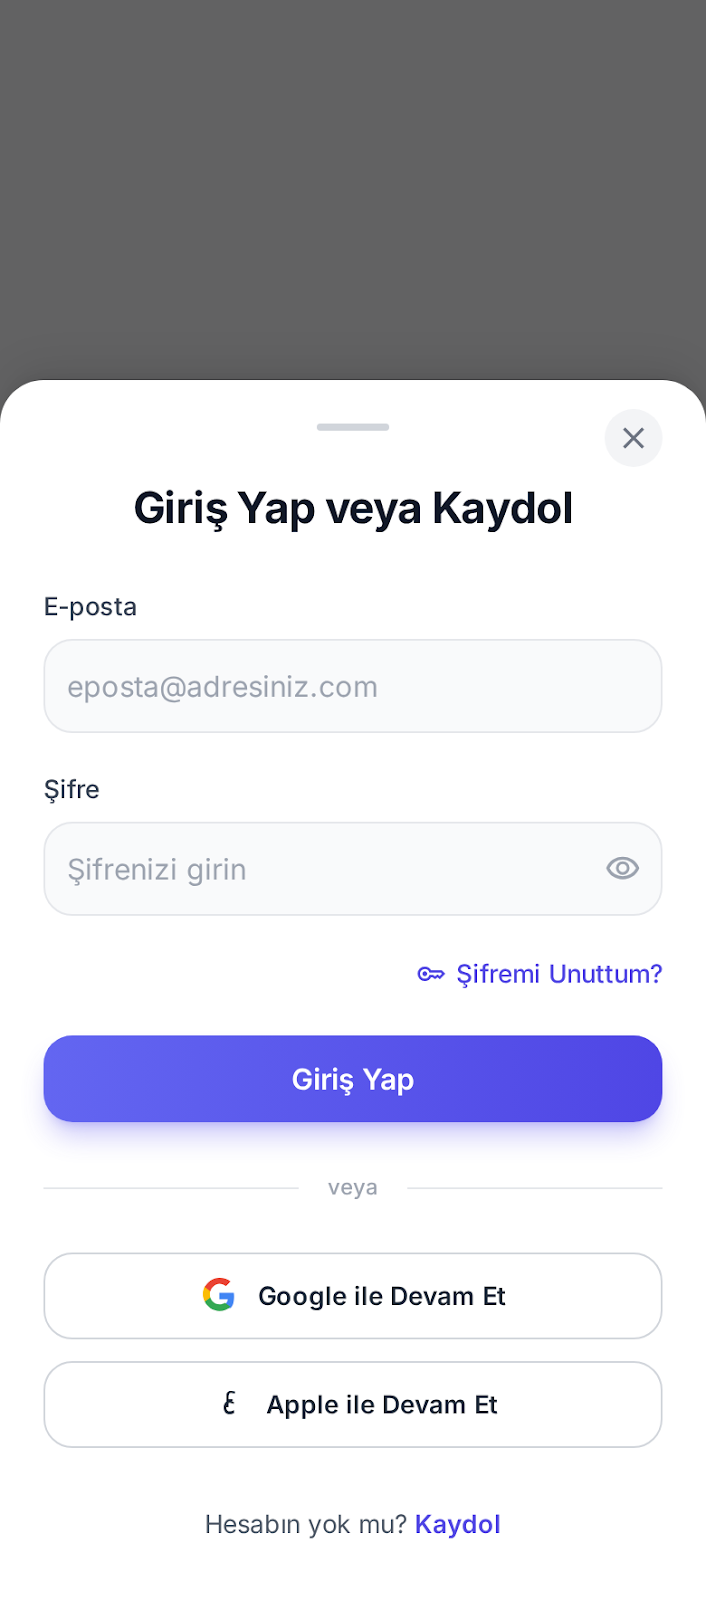 Giriş Yap veya Kaydol
E-posta
eposta@adresiniz.com
Şifre
Şifrenizi girin
Şifremi Unuttum?
Giriş Yap
veya
Google ile Devam Et
Apple ile Devam Et
Hesabın yok mu? Kaydol